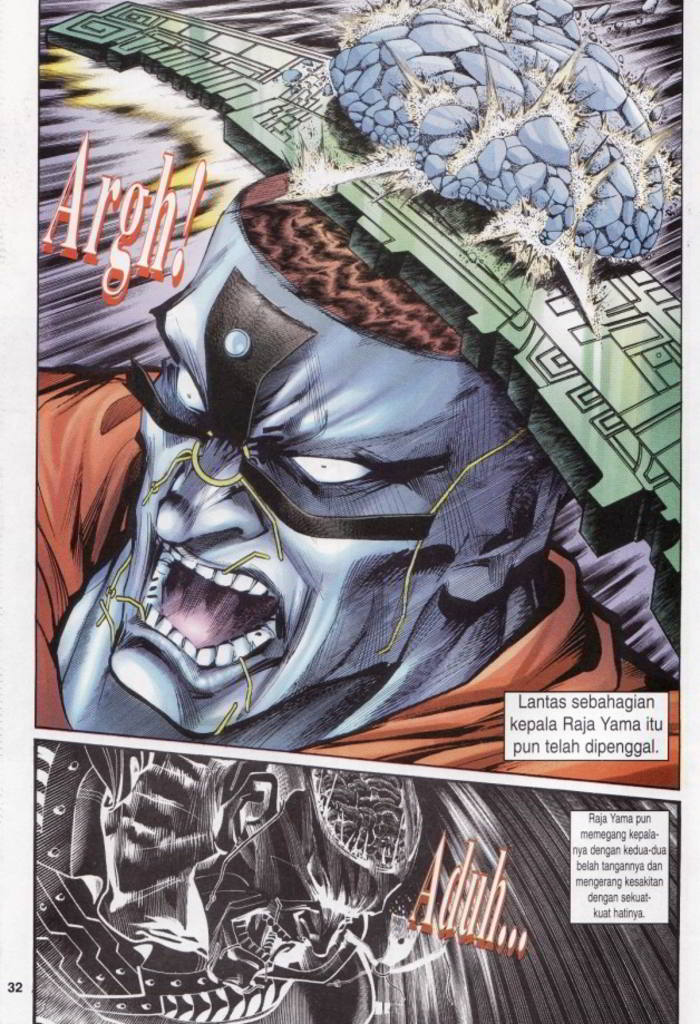 Argh!
Lantas sebahagian
kepala Raja Yama itu
pun telah dipenggal.
Raja Yama pun
memegang kepala-
nya dengan kedua-dua
belah tangannya dan
mengerang kesakitan
dengan sekuat-
kuat hatinya.
Aduh...
32